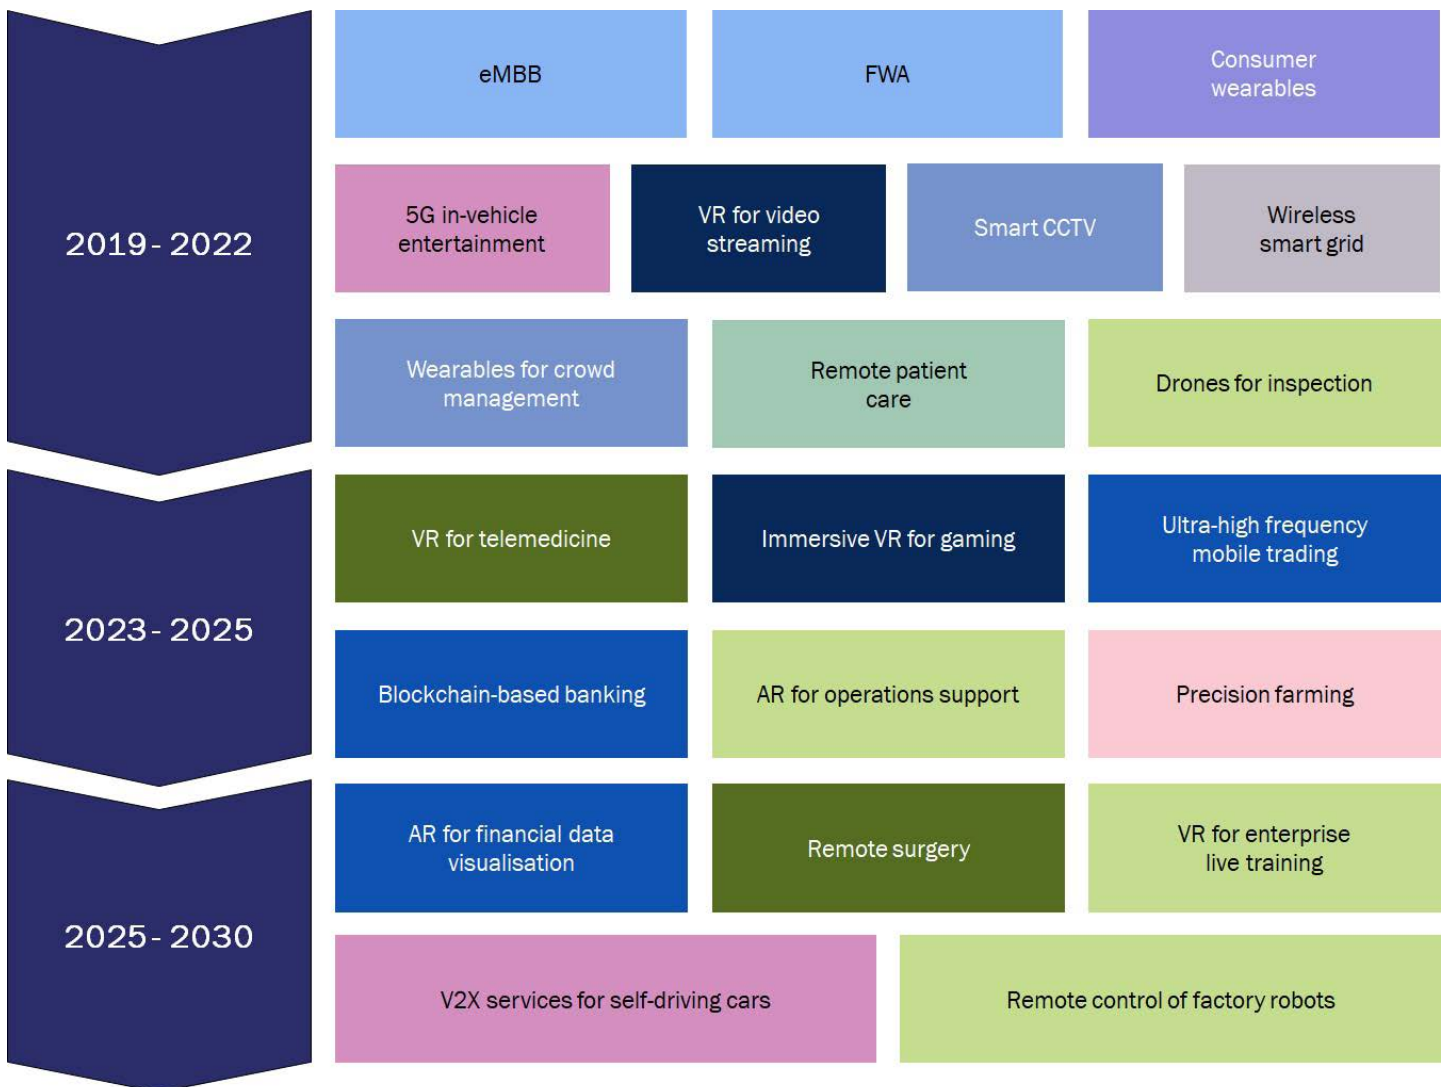 eMBB
FWA
Consumer
wearables
2019 - 2022
5G in-vehicle
entertainment
VR for video
streaming
Smart CCTV
Wireless
smart grid
Wearables for crowd
management
Remote patient
care
Drones for inspection
2023 - 2025
VR for telemedicine
Immersive VR for gaming
Ultra-high frequency
mobile trading
Blockchain-based banking
AR for operations support
Precision farming
2025 - 2030
AR for financial data
visualisation
Remote surgery
VR for enterprise
live training
V2X services for self-driving cars
Remote control of factory robots